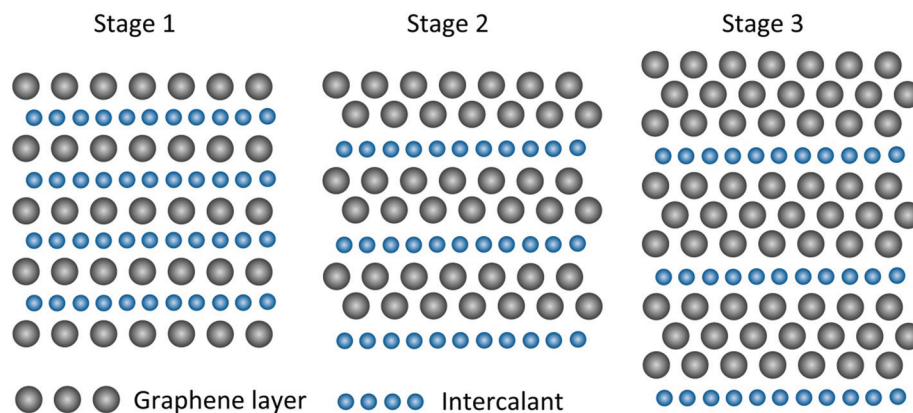 Stage 1
Stage 2
Stage 3
Graphene layer
Intercalant